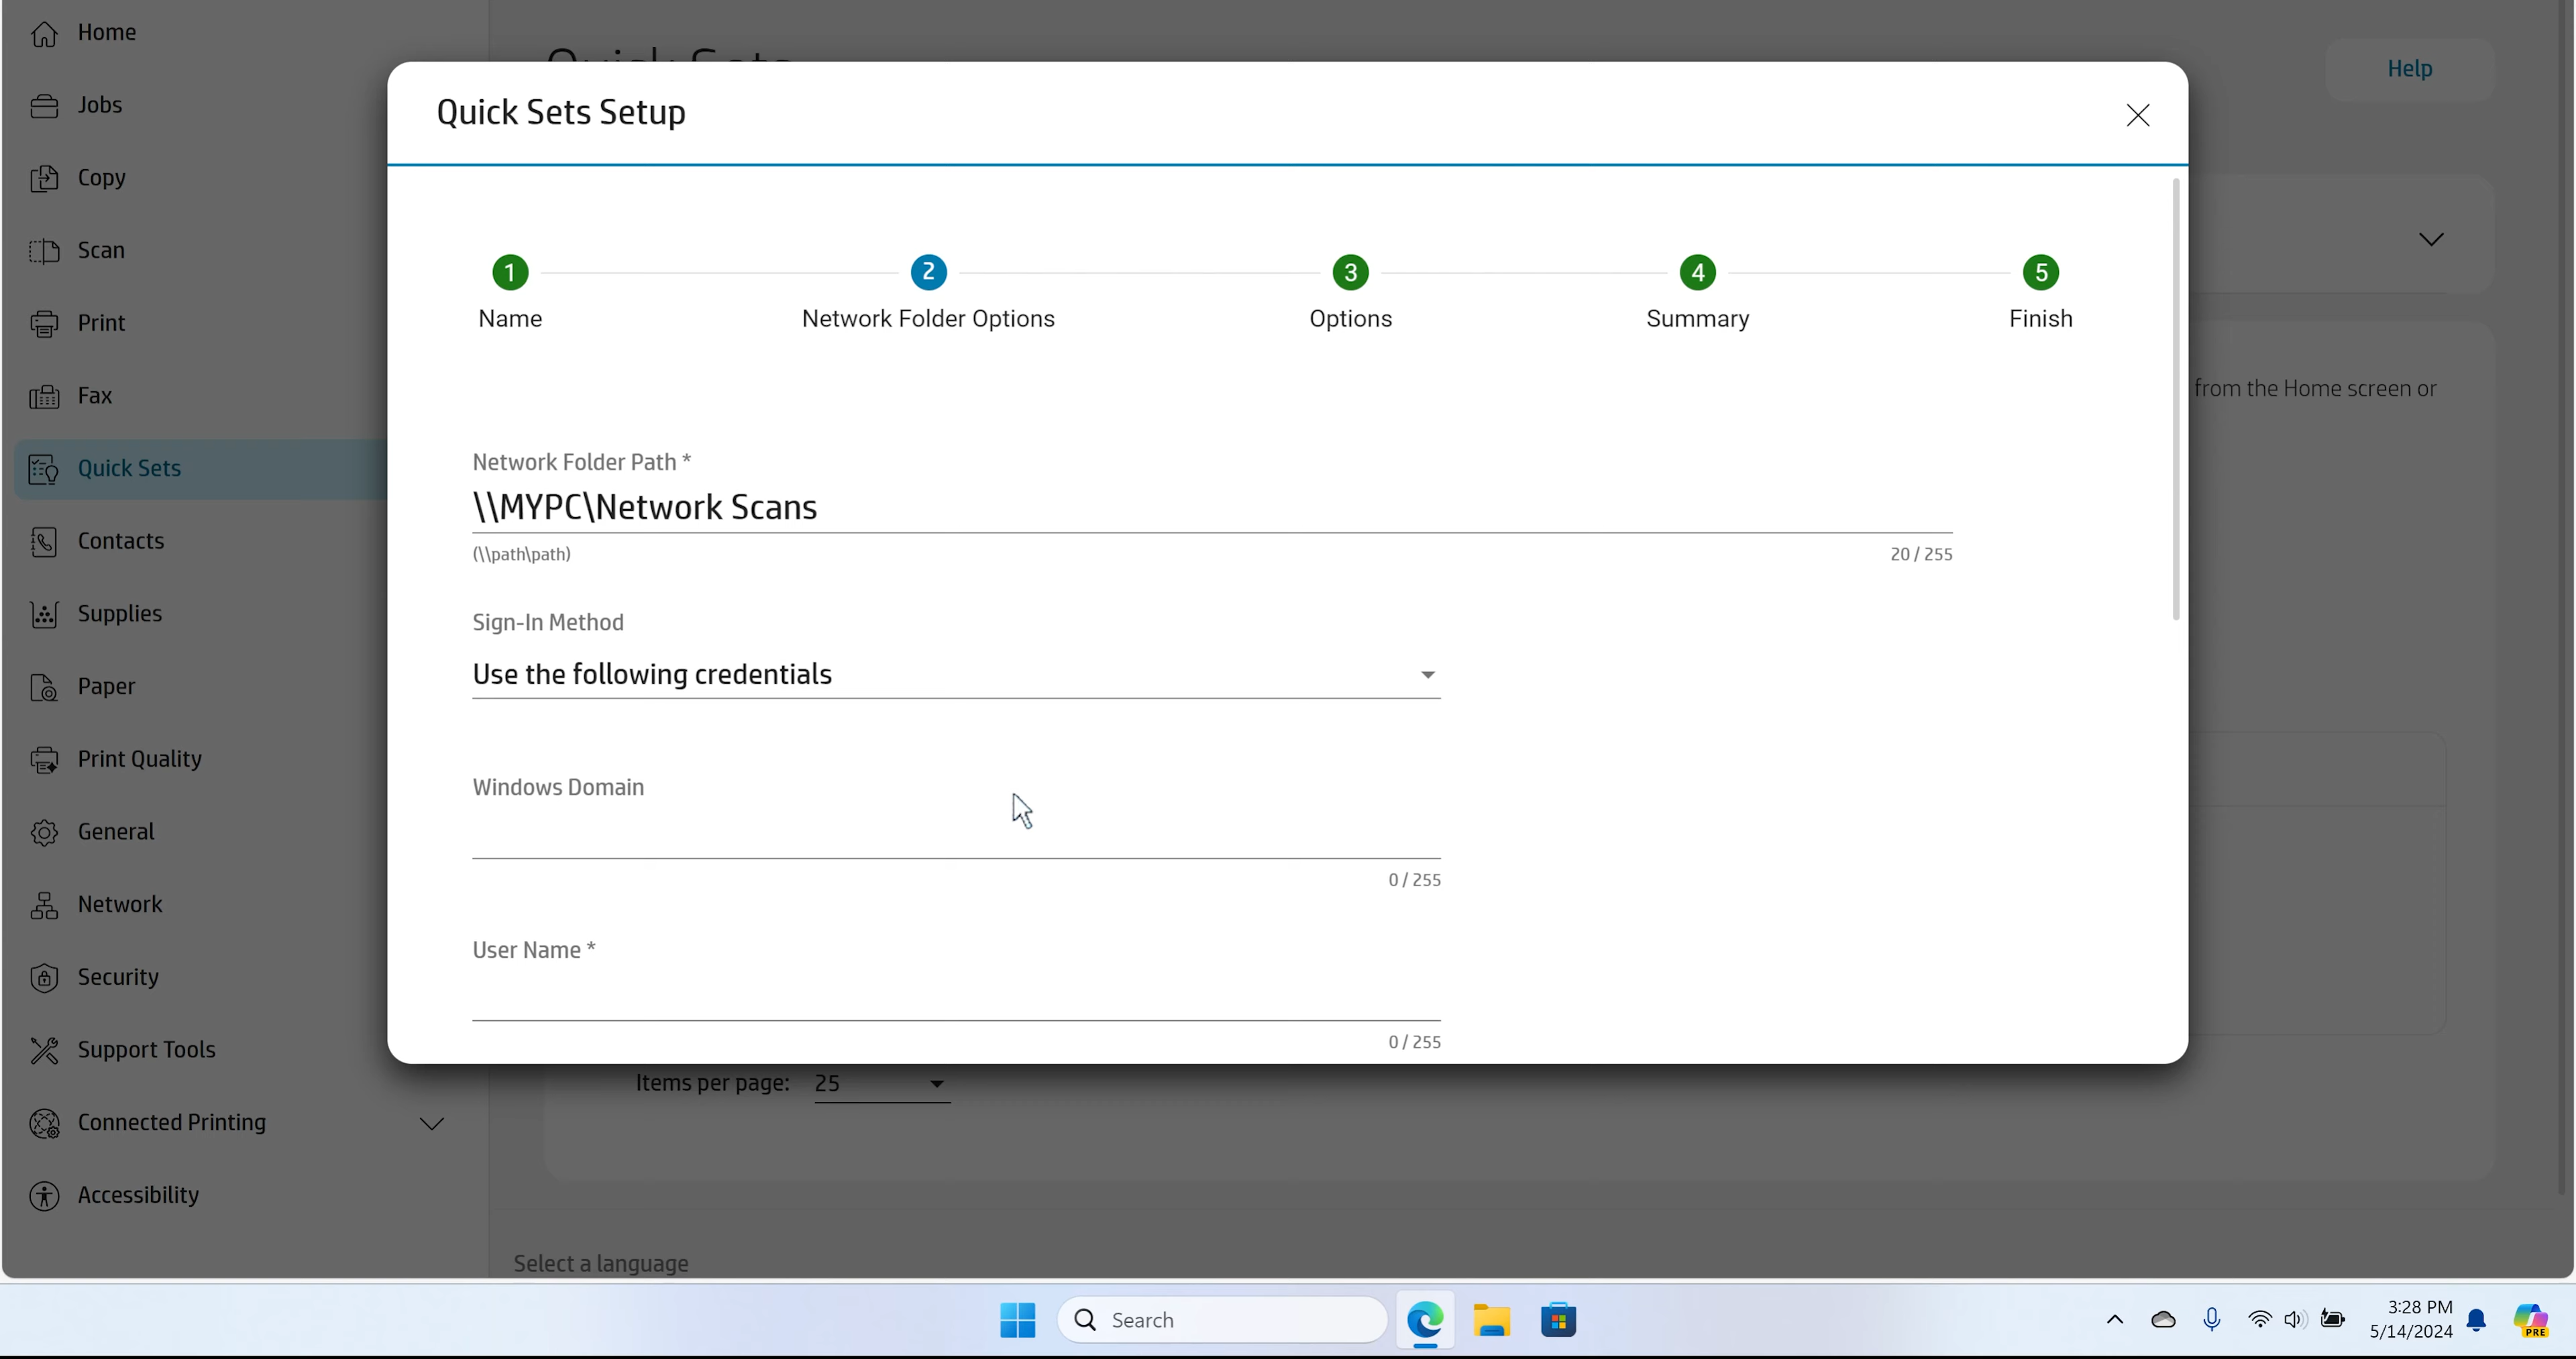 Home
Jobs
Copy
Scan
Print
Fax
Quick Sets
Contacts
Supplies
Paper
Print Quality
General
Network
Security
Support Tools
Connected Printing
Accessibility
Quick Sets
Help
Quick Sets Setup
1
2
3
4
5
Name
Network Folder Options
Options
Summary
Finish
from the Home screen or
Network Folder Path *
\\MYPC\Network Scans
(\\path\path)
20 / 255
Sign-In Method
Use the following credentials
Windows Domain
0 / 255
User Name *
0 / 255
Items per page: 25
Select a language
Search
3:28 PM
5/14/2024
PRE